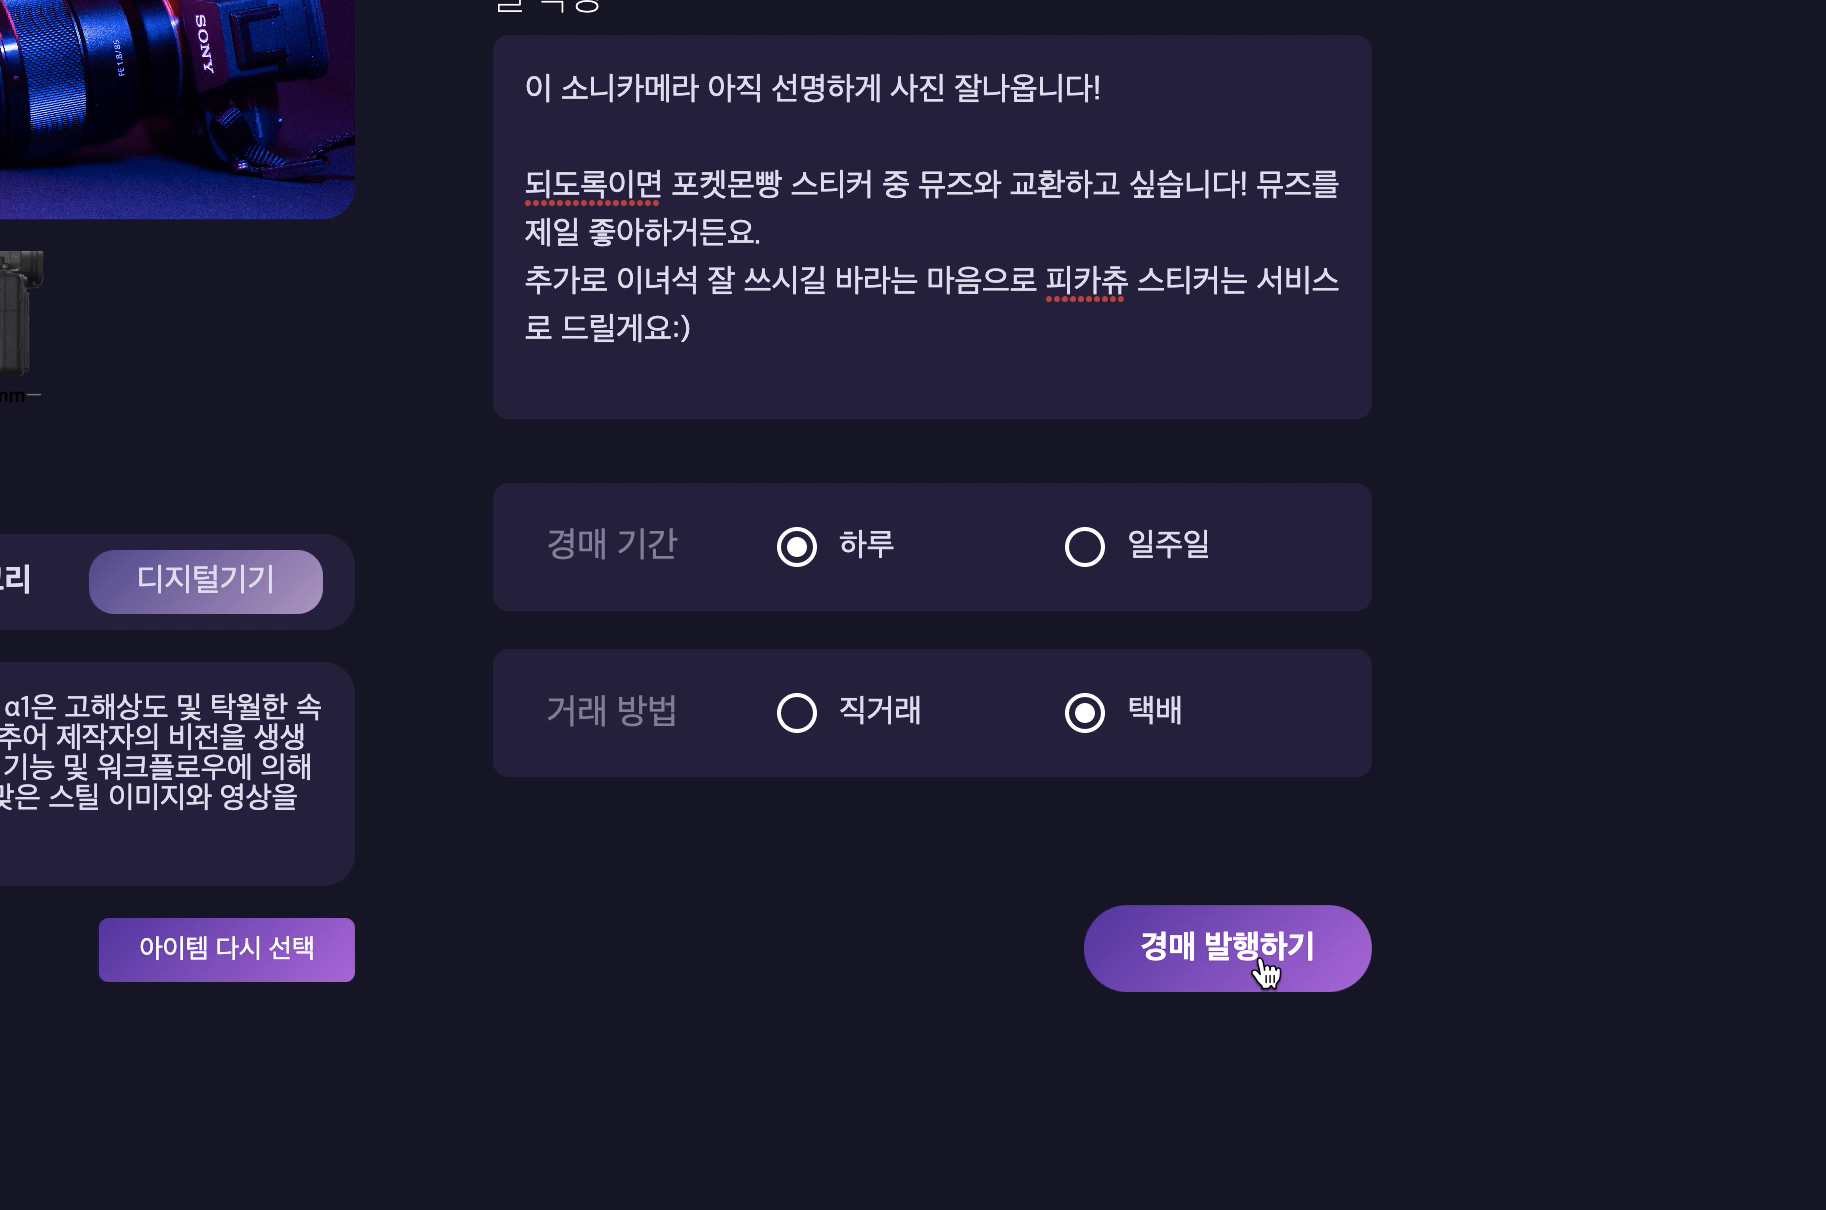 SONY
FE 1.8/85
이 소니카메라 아직 선명하게 사진 잘나옵니다!
되도록이면 포켓몬빵 스티커 중 뮤즈와 교환하고 싶습니다! 뮤즈를
제일 좋아하거든요.
추가로 이녀석 잘 쓰시길 바라는 마음으로 피카츄 스티커는 서비스
로 드릴게요:)
mm
경매 기간 하루 일주일
리 디지털기기
거래 방법 직거래 택배
α1은 고해상도 및 탁월한 속
추어 제작자의 비전을 생생
기능 및 워크플로우에 의해
맞은 스틸 이미지와 영상을
아이템 다시 선택
경매 발행하기